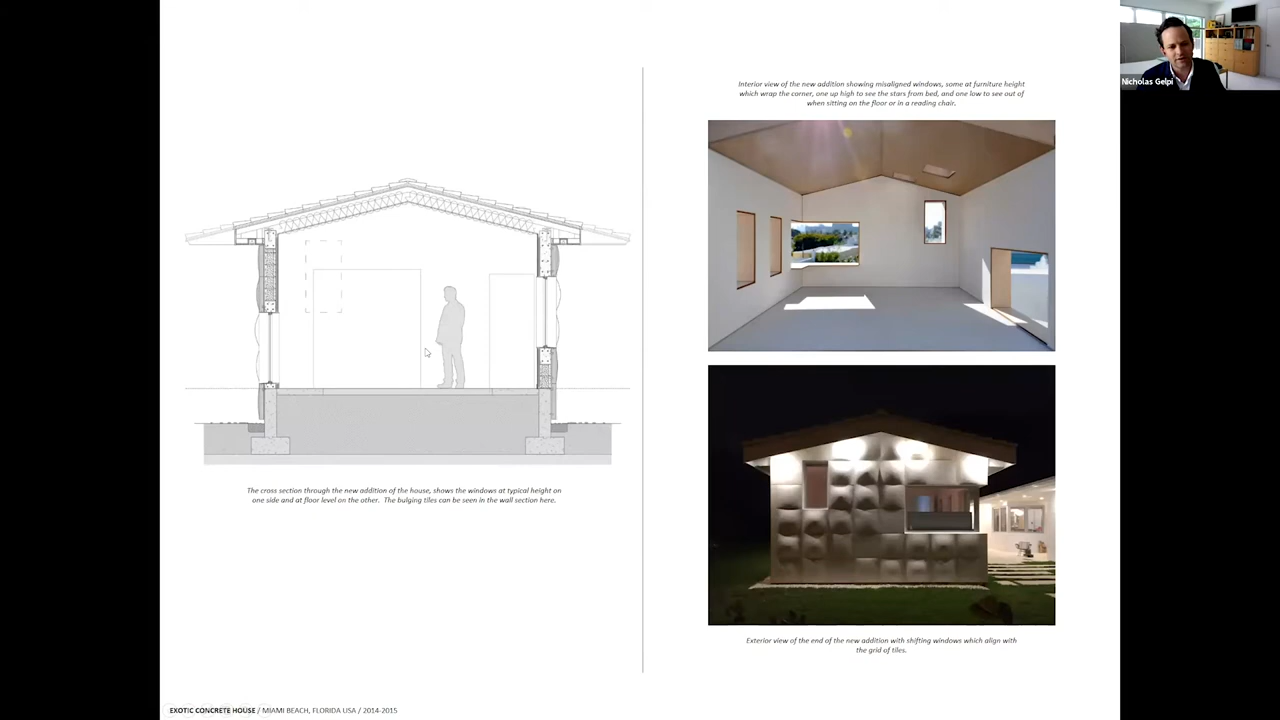 Nicholas Gelpi
Interior view of the new addition showing misaligned windows, some at furniture height
which wrap the corner, one up high to see the stars from bed, and one low to see out of
when sitting on the floor or in a reading chair.
The cross section through the new addition of the house, shows the windows at typical height on
one side and at floor level on the other.  The bulging tiles can be seen in the wall section here.
Exterior view of the end of the new addition with shifting windows which align with
the grid of tiles.
EXOTIC CONCRETE HOUSE / MIAMI BEACH, FLORIDA USA / 2014-2015